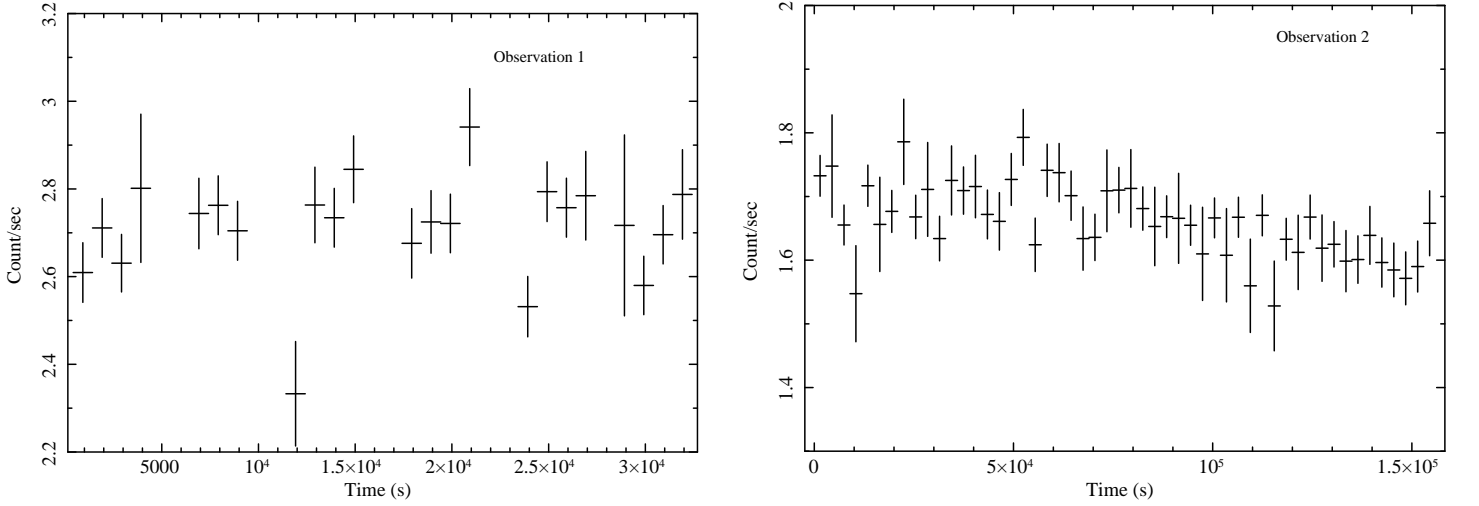 3.2
3
2.8
2.6
2.4
2.2
Count/sec
Observation 1
5000 10⁴ 1.5×10⁴ 2×10⁴ 2.5×10⁴ 3×10⁴
Time (s)
2
1.8
1.6
1.4
Count/sec
Observation 2
0 5×10⁴ 10⁵ 1.5×10⁵
Time (s)